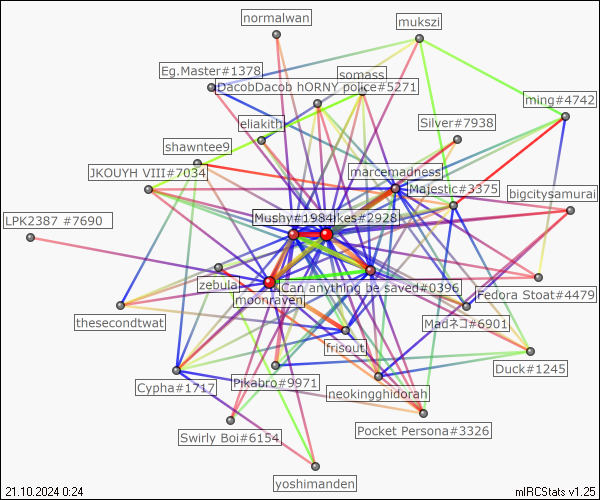 normalwan
mukszi
Eg.Master#1378
somass
DacobDacob hORNY police#5271
ming#4742
eliakith
Silver#7938
shawntee9
JKOUYH VIII#7034
marcemadness
Majestic#3375
bigcitysamurai
LPK2387 #7690
Mushy#1984
ikes#2928
zebula
Can anything be saved#0396
Fedora Stoat#4479
moonraven
thesecondtwat
Madネコ#6901
frisout
Duck#1245
Cypha#1717
Pikabro#9971
neokingghidorah
Swirly Boi#6154
Pocket Persona#3326
yoshimanden
21.10.2024 0:24
mIRCStats v1.25